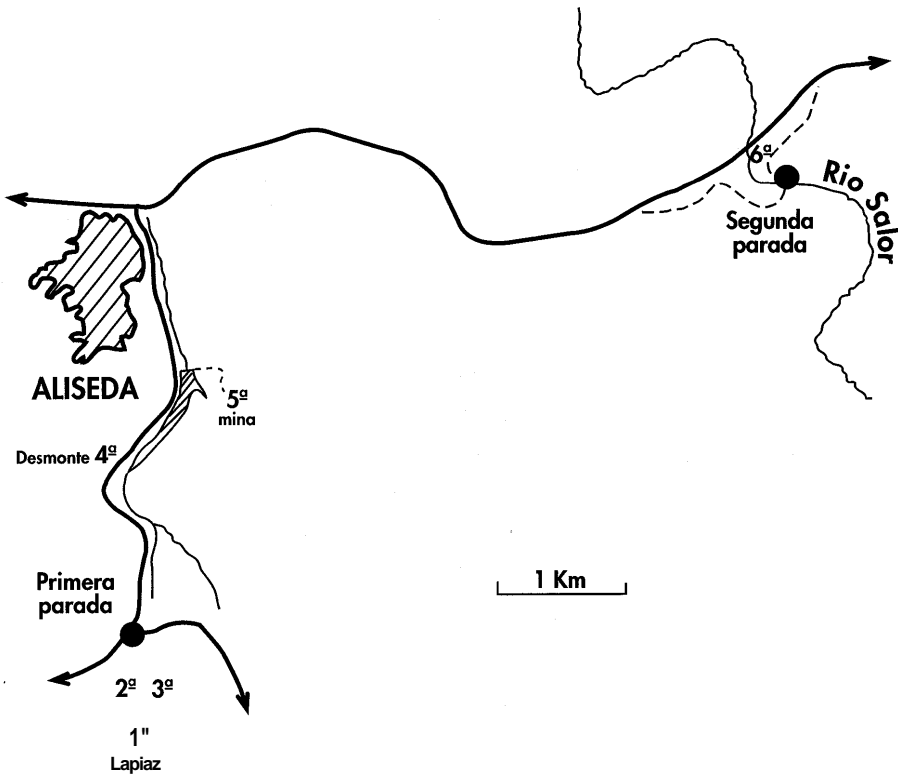 6ª
Rio Salor
Segunda
parada
ALISEDA
5ª
mina
Desmonte 4ª
1 Km
Primera
parada
2ª 3ª
1"
Lapiaz